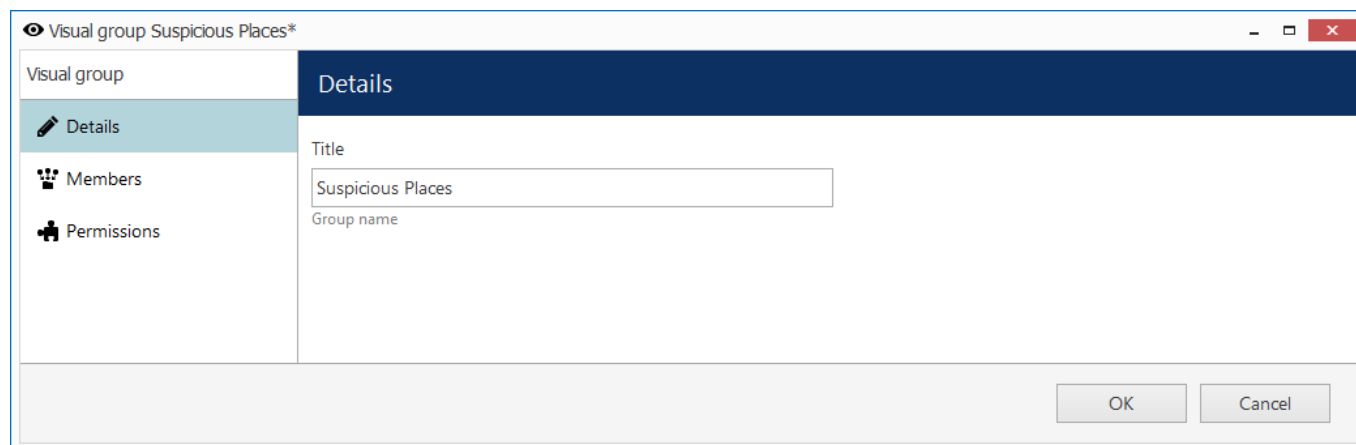 Visual group Suspicious Places*
Visual group
Details
Details
Members
Permissions
Title
Suspicious Places
Group name
OK
Cancel